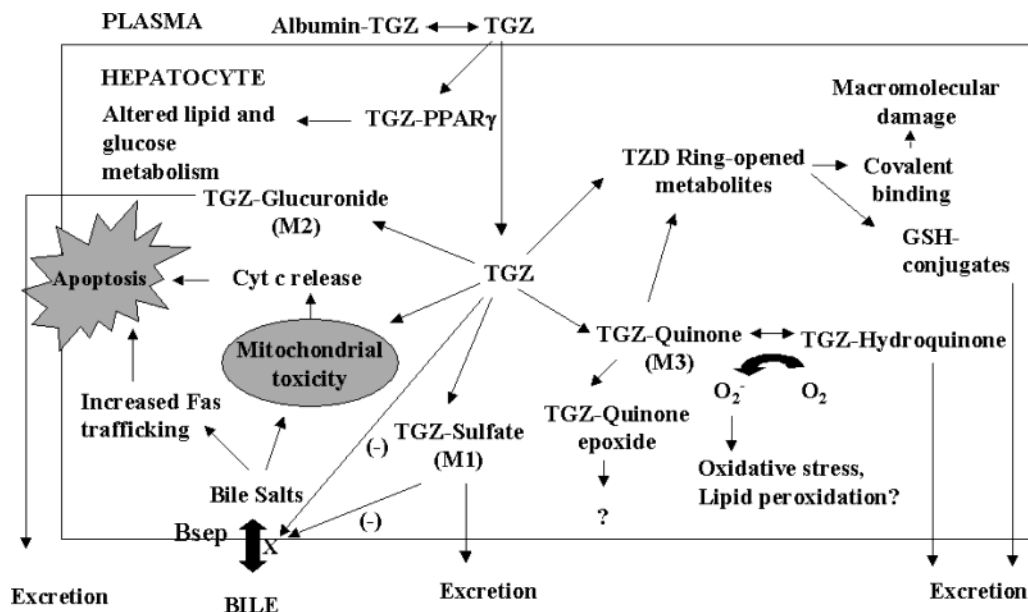 PLASMA
Albumin-TGZ
TGZ
HEPATOCYTE
Altered lipid and
glucose
metabolism
TGZ-PPARγ
Macromolecular
damage
TZD Ring-opened
metabolites
Covalent
binding
TGZ-Glucuronide
(M2)
GSH-
conjugates
Apoptosis
Cyt c release
TGZ
Mitochondrial
toxicity
TGZ-Quinone
(M3)
TGZ-Hydroquinone
O2-
O2
Increased Fas
trafficking
(-)
TGZ-Sulfate
(M1)
TGZ-Quinone
epoxide
Oxidative stress,
Lipid peroxidation?
Bile Salts
(-)
?
Bsep
X
Excretion
BILE
Excretion
Excretion